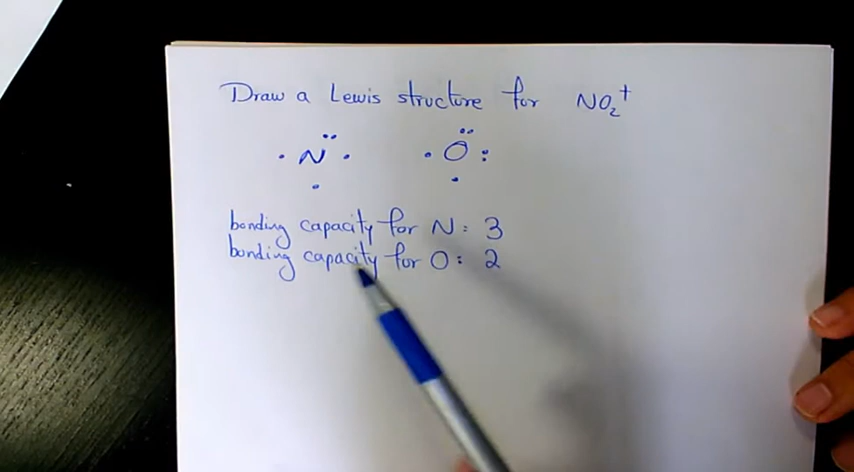 Draw a Lewis structure for NO₂⁺
N O
bonding capacity for N: 3
bonding capacity for O: 2